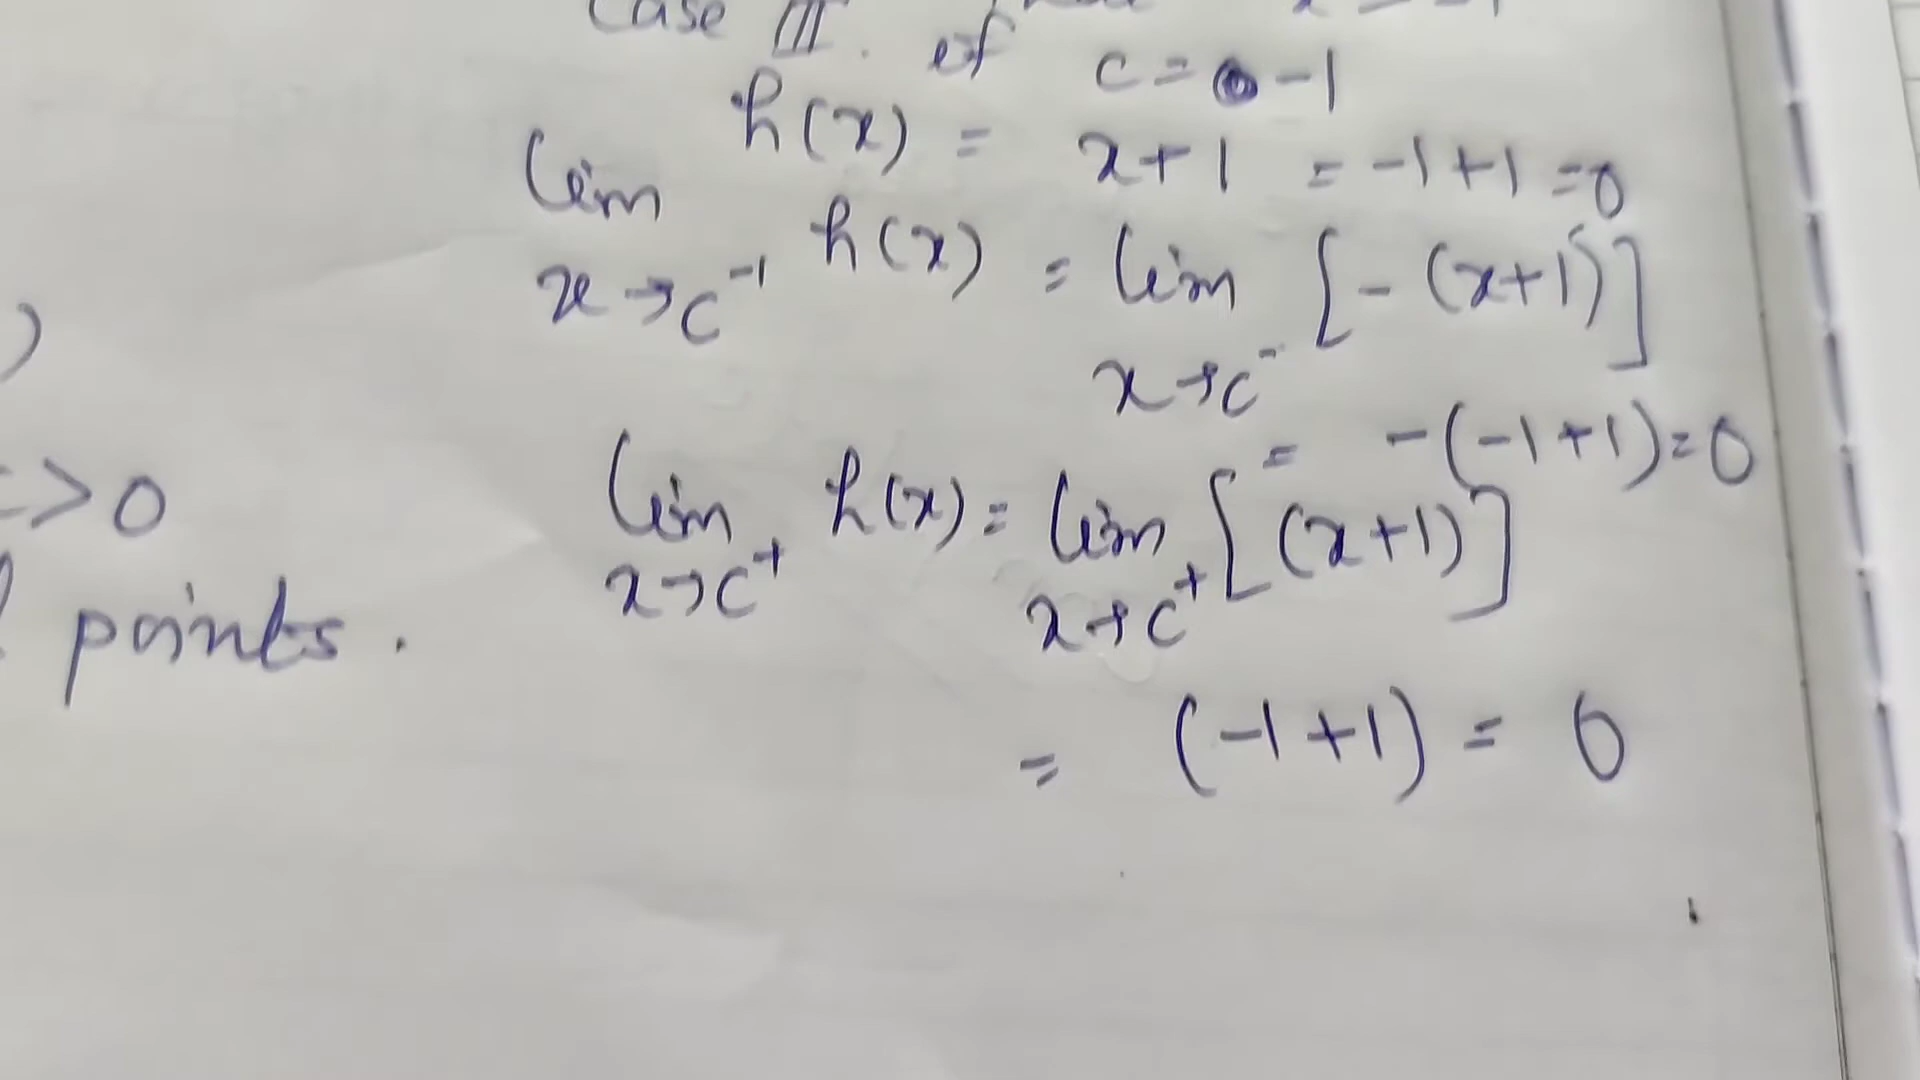 Case III. if
c = -1
h(x) = x+1 = -1+1 = 0
lim x→c⁻¹ h(x) = lim x→c⁻ [-(x+1)]
= -(-1+1) = 0
lim x→c⁺ h(x) = lim x→c⁺ [(x+1)]
= (-1+1) = 0
)
=> 0
points.